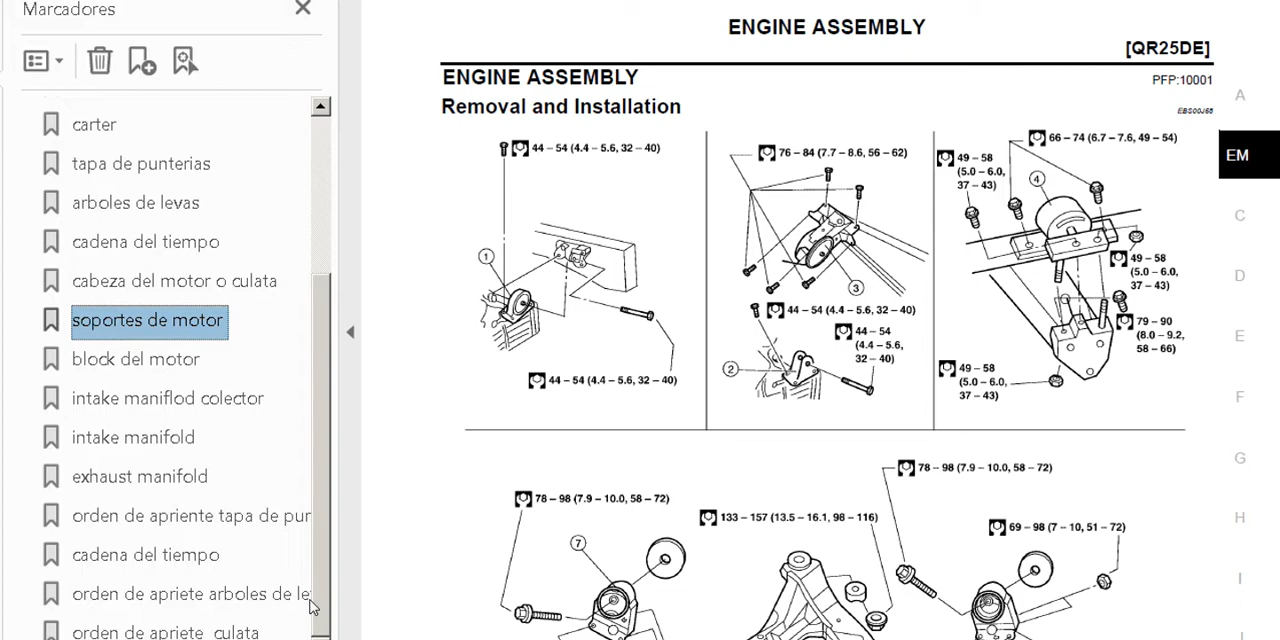 Marcadores
carter
tapa de punterias
arboles de levas
cadena del tiempo
cabeza del motor o culata
soportes de motor
block del motor
intake maniflod colector
intake manifold
exhaust manifold
orden de apriente tapa de pur
cadena del tiempo
orden de apriete arboles de le
orden de apriete culata
ENGINE ASSEMBLY
[QR25DE]
ENGINE ASSEMBLY
PFP:10001
Removal and Installation
EBS00J68
44 – 54 (4.4 – 5.6, 32 – 40)
1
44 – 54 (4.4 – 5.6, 32 – 40)
76 – 84 (7.7 – 8.6, 56 – 62)
3
44 – 54 (4.4 – 5.6, 32 – 40)
44 – 54
(4.4 – 5.6,
32 – 40)
2
66 – 74 (6.7 – 7.6, 49 – 54)
49 – 58
(5.0 – 6.0,
37 – 43)
4
49 – 58
(5.0 – 6.0,
37 – 43)
79 – 90
(8.0 – 9.2,
58 – 66)
49 – 58
(5.0 – 6.0,
37 – 43)
78 – 98 (7.9 – 10.0, 58 – 72)
78 – 98 (7.9 – 10.0, 58 – 72)
133 – 157 (13.5 – 16.1, 98 – 116)
69 – 98 (7 – 10, 51 – 72)
7
A
EM
C
D
E
F
G
H
I